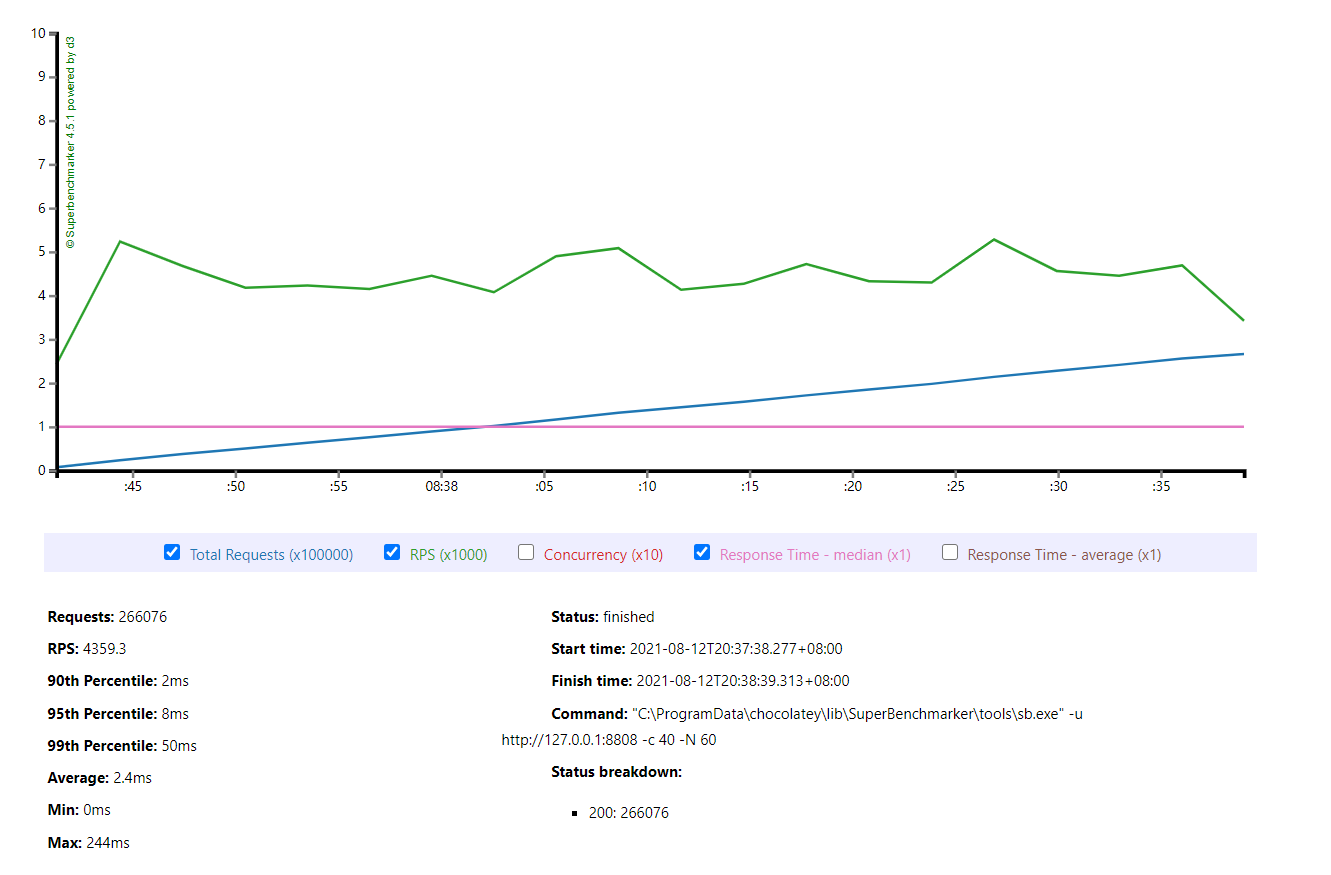 10
9
8
7
6
5
4
3
2
1
0
©Superbenchmarker 4.5.1 powered by d3
:45 :50 :55 08:38 :05 :10 :15 :20 :25 :30 :35
Total Requests (x100000) RPS (x1000) Concurrency (x10) Response Time - median (x1) Response Time - average (x1)
Requests: 266076
RPS: 4359.3
90th Percentile: 2ms
95th Percentile: 8ms
99th Percentile: 50ms
Average: 2.4ms
Min: 0ms
Max: 244ms
Status: finished
Start time: 2021-08-12T20:37:38.277+08:00
Finish time: 2021-08-12T20:38:39.313+08:00
Command: "C:\ProgramData\chocolatey\lib\SuperBenchmarker\tools\sb.exe" -u
http://127.0.0.1:8808 -c 40 -N 60
Status breakdown:
▪ 200: 266076